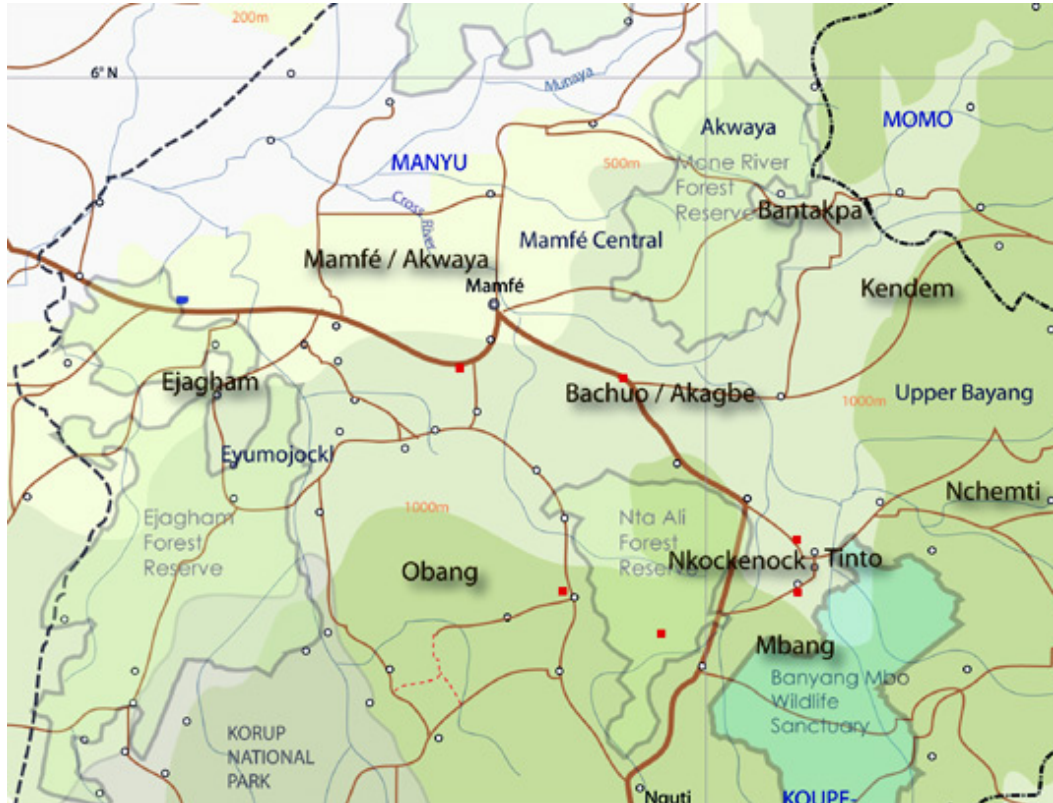 200m
6° N
Munaya
Akwaya
MOMO
MANYU
500m
Mone River
Forest
Reserve
Cross
River
Bantakpa
Mamfé Central
Mamfé / Akwaya
Mamfé
Kendem
Ejagham
Bachuo / Akagbe
1000m
Upper Bayang
Eyumojockl
Nchemti
1000m
Ejagham
Forest
Reserve
Nta Ali
Forest
Reserve
Nkockenock
Tinto
Obang
Mbang
Banyang Mbo
Wildlife
Sanctuary
KORUP
NATIONAL
PARK
Nguti
KOUPE-